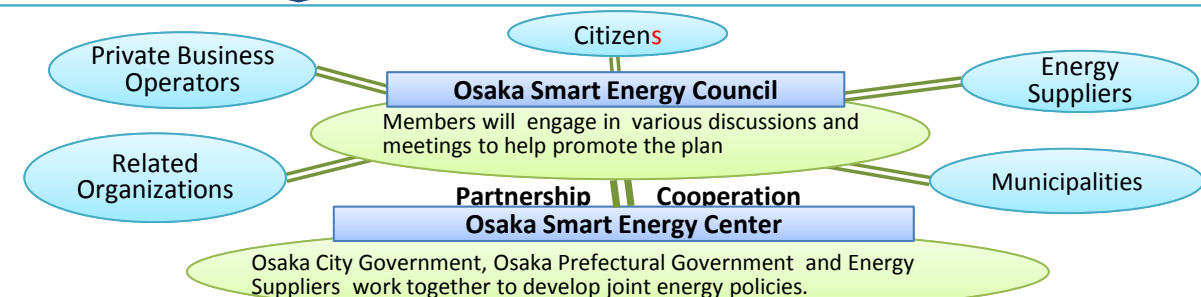 Citizens
Private Business
Operators
Energy
Suppliers
Osaka Smart Energy Council
Members will engage in various discussions and
meetings to help promote the plan
Related
Organizations
Municipalities
Partnership Cooperation
Osaka Smart Energy Center
Osaka City Government, Osaka Prefectural Government and Energy
Suppliers work together to develop joint energy policies.